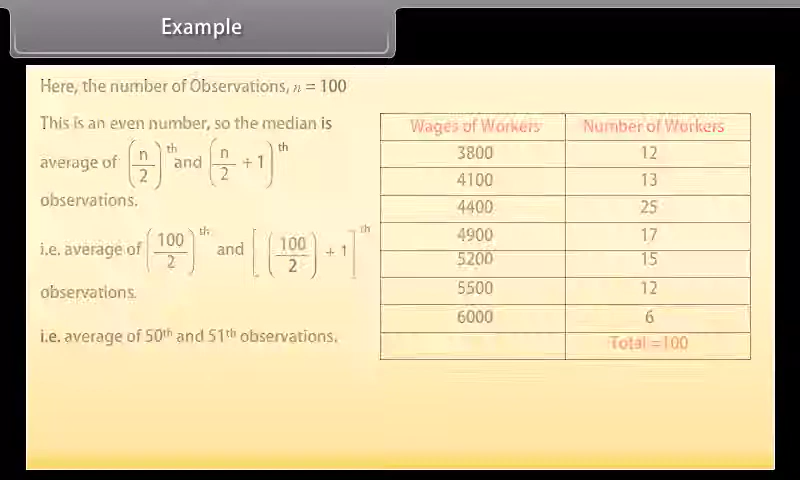 Example
Here, the number of Observations, n = 100
This is an even number, so the median is
average of (n/2)th and (n/2 + 1)th
observations.
i.e. average of (100/2)th and [(100/2) + 1]th
observations.
i.e. average of 50th and 51th observations.
Wages of Workers Number of Workers
3800 12
4100 13
4400 25
4900 17
5200 15
5500 12
6000 6
Total =100